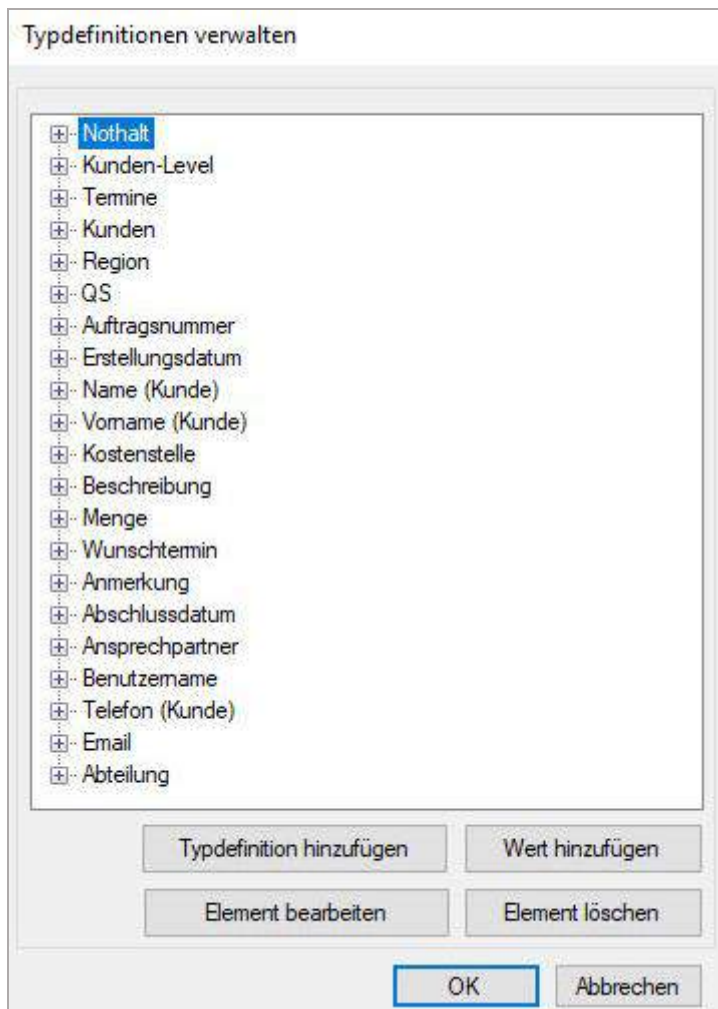 Typdefinitionen verwalten
Nothalt
Kunden-Level
Termine
Kunden
Region
QS
Auftragsnummer
Erstellungsdatum
Name (Kunde)
Vorname (Kunde)
Kostenstelle
Beschreibung
Menge
Wunschtermin
Anmerkung
Abschlussdatum
Ansprechpartner
Benutzername
Telefon (Kunde)
Email
Abteilung
Typdefinition hinzufügen Wert hinzufügen
Element bearbeiten Element löschen
OK Abbrechen